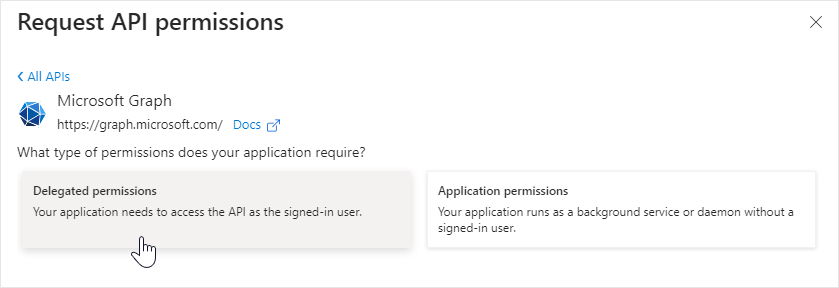 Request API permissions
All APIs
Microsoft Graph
https://graph.microsoft.com/ Docs
What type of permissions does your application require?
Delegated permissions
Your application needs to access the API as the signed-in user.
Application permissions
Your application runs as a background service or daemon without a
signed-in user.